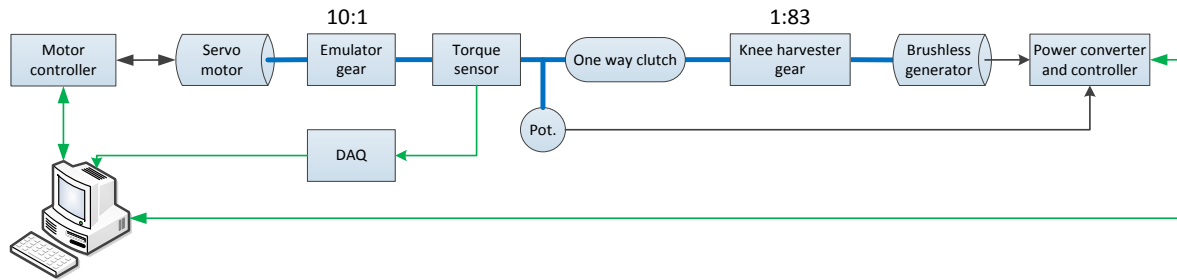 10:1
1:83
Motor
controller
Servo
motor
Emulator
gear
Torque
sensor
One way clutch
Knee harvester
gear
Brushless
generator
Power converter
and controller
Pot.
DAQ